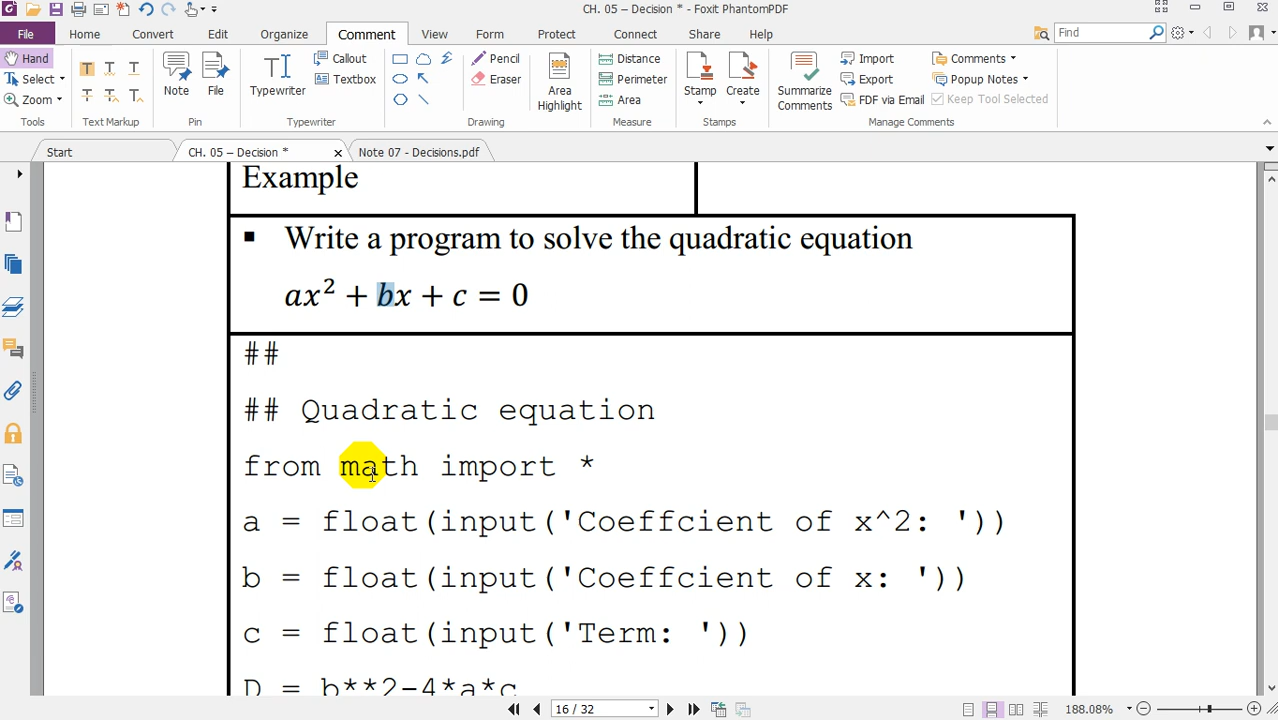 CH. 05 – Decision * - Foxit PhantomPDF
File Home Convert Edit Organize Comment View Form Protect Connect Share Help Find
Hand Select Zoom Tools
Text Markup
Note File Pin
Typewriter Callout Textbox Typewriter
Pencil Eraser Area Highlight Drawing
Distance Perimeter Area Measure
Stamp Create Stamps
Summarize Comments Import Export FDF via Email Comments Popup Notes Keep Tool Selected Manage Comments
Start CH. 05 – Decision * Note 07 - Decisions.pdf
Example
▪ Write a program to solve the quadratic equation
ax² + bx + c = 0
##
## Quadratic equation
from math import *
a = float(input('Coeffcient of x^2: '))
b = float(input('Coeffcient of x: '))
c = float(input('Term: '))
D = b**2-4*a*c
16 / 32 188.08%